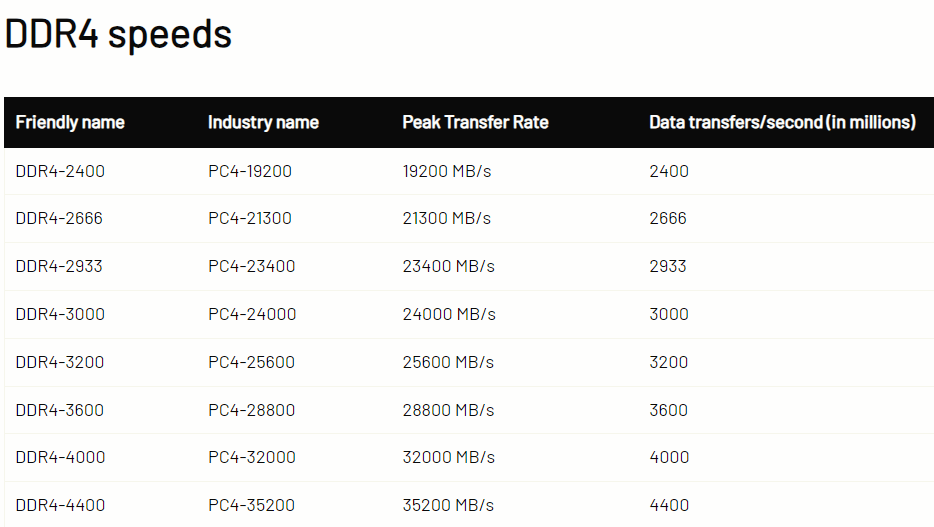 DDR4 speeds
Friendly name Industry name Peak Transfer Rate Data transfers/second (in millions)
DDR4-2400 PC4-19200 19200 MB/s 2400
DDR4-2666 PC4-21300 21300 MB/s 2666
DDR4-2933 PC4-23400 23400 MB/s 2933
DDR4-3000 PC4-24000 24000 MB/s 3000
DDR4-3200 PC4-25600 25600 MB/s 3200
DDR4-3600 PC4-28800 28800 MB/s 3600
DDR4-4000 PC4-32000 32000 MB/s 4000
DDR4-4400 PC4-35200 35200 MB/s 4400